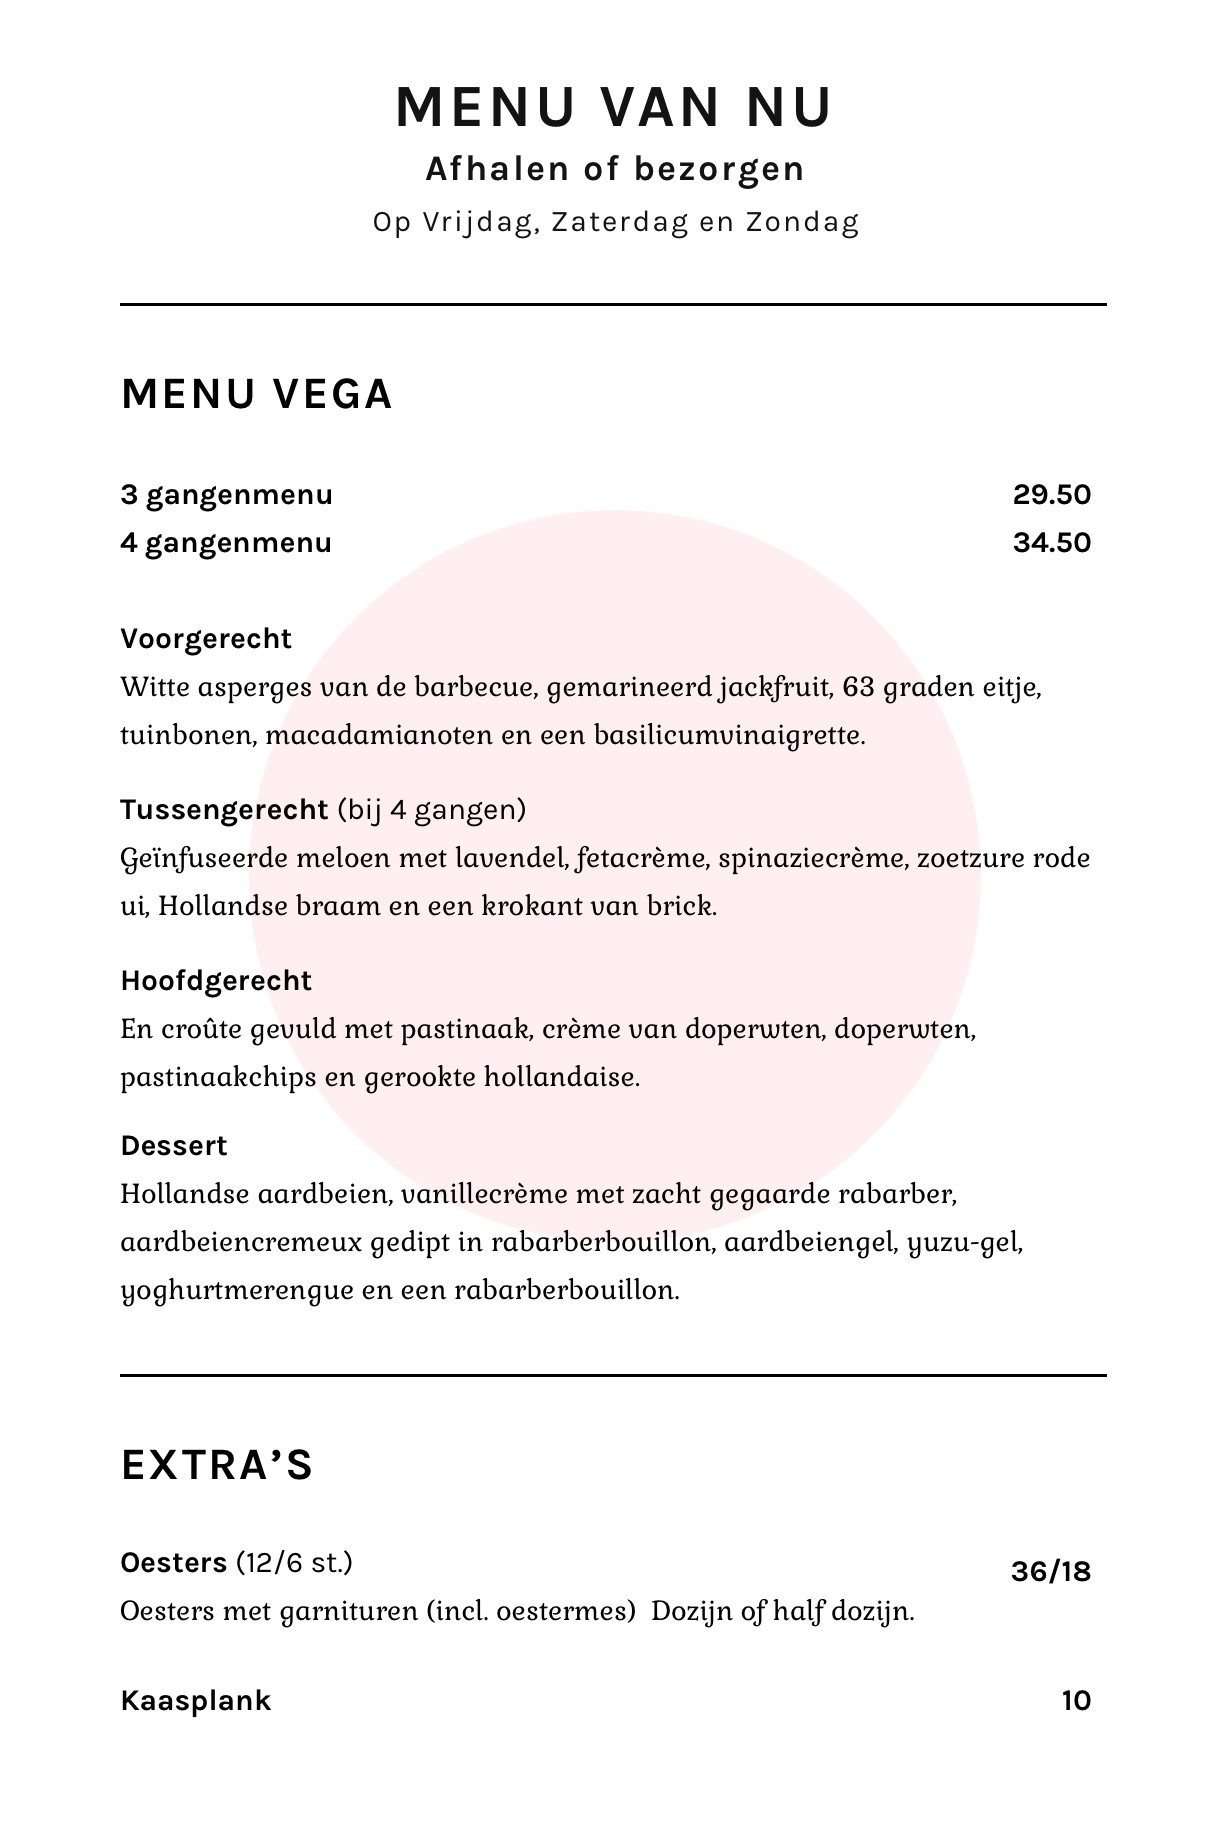 MENU VAN NU
Afhalen of bezorgen
Op Vrijdag, Zaterdag en Zondag
MENU VEGA
3 gangenmenu 29.50
4 gangenmenu 34.50
Voorgerecht
Witte asperges van de barbecue, gemarineerd jackfruit, 63 graden eitje,
tuinbonen, macadamianoten en een basilicumvinaigrette.
Tussengerecht (bij 4 gangen)
Geïnfuseerde meloen met lavendel, fetacrème, spinaziecrème, zoetzure rode
ui, Hollandse braam en een krokant van brick.
Hoofdgerecht
En croûte gevuld met pastinaak, crème van doperwten, doperwten,
pastinaakchips en gerookte hollandaise.
Dessert
Hollandse aardbeien, vanillecrème met zacht gegaarde rabarber,
aardbeiencremeux gedipt in rabarberbouillon, aardbeiengel, yuzu-gel,
yoghurtmerengue en een rabarberbouillon.
EXTRA’S
Oesters (12/6 st.) 36/18
Oesters met garnituren (incl. oestermes)  Dozijn of half dozijn.
Kaasplank 10